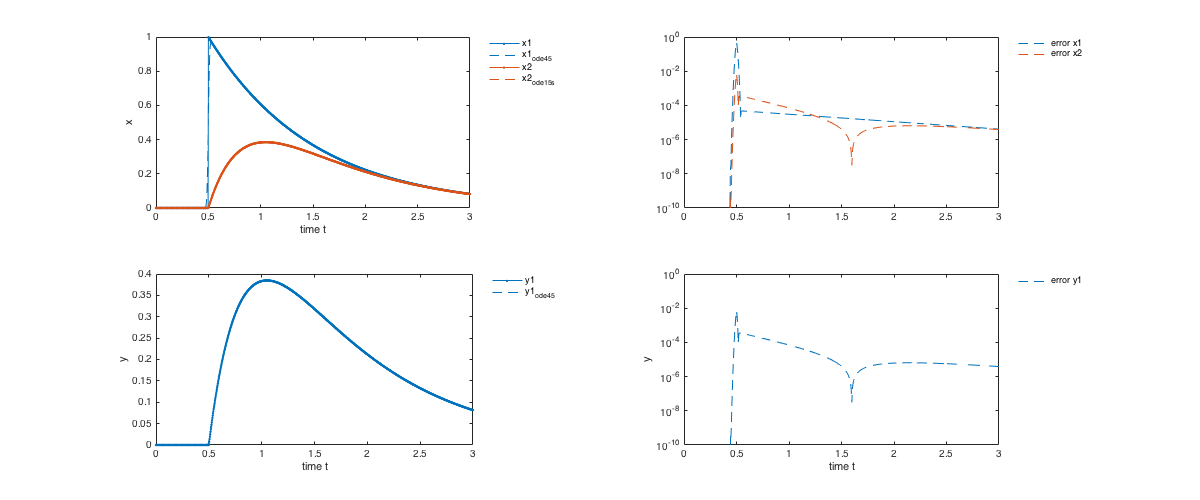 1
0.8
0.6
0.4
0.2
0
x
0 0.5 1 1.5 2 2.5 3
time t
x1
x1ode45
x2
x2ode15s
10^0
10^-2
10^-4
10^-6
10^-8
10^-10
0 0.5 1 1.5 2 2.5 3
error x1
error x2
0.4
0.35
0.3
0.25
0.2
0.15
0.1
0.05
0
y
0 0.5 1 1.5 2 2.5 3
time t
y1
y1ode45
10^0
10^-2
10^-4
10^-6
10^-8
10^-10
y
0 0.5 1 1.5 2 2.5 3
time t
error y1